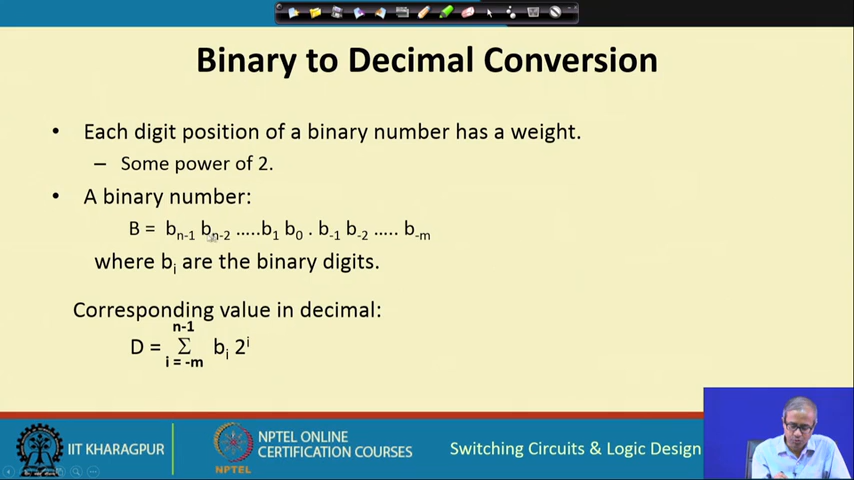 Binary to Decimal Conversion
• Each digit position of a binary number has a weight.
– Some power of 2.
• A binary number:
B = bn-1 bn-2 .....b1 b0 . b-1 b-2 ..... b-m
where bi are the binary digits.
Corresponding value in decimal:
n-1
D = Σ bi 2^i
i = -m
IIT KHARAGPUR
NPTEL
NPTEL ONLINE
CERTIFICATION COURSES
Switching Circuits & Logic Design